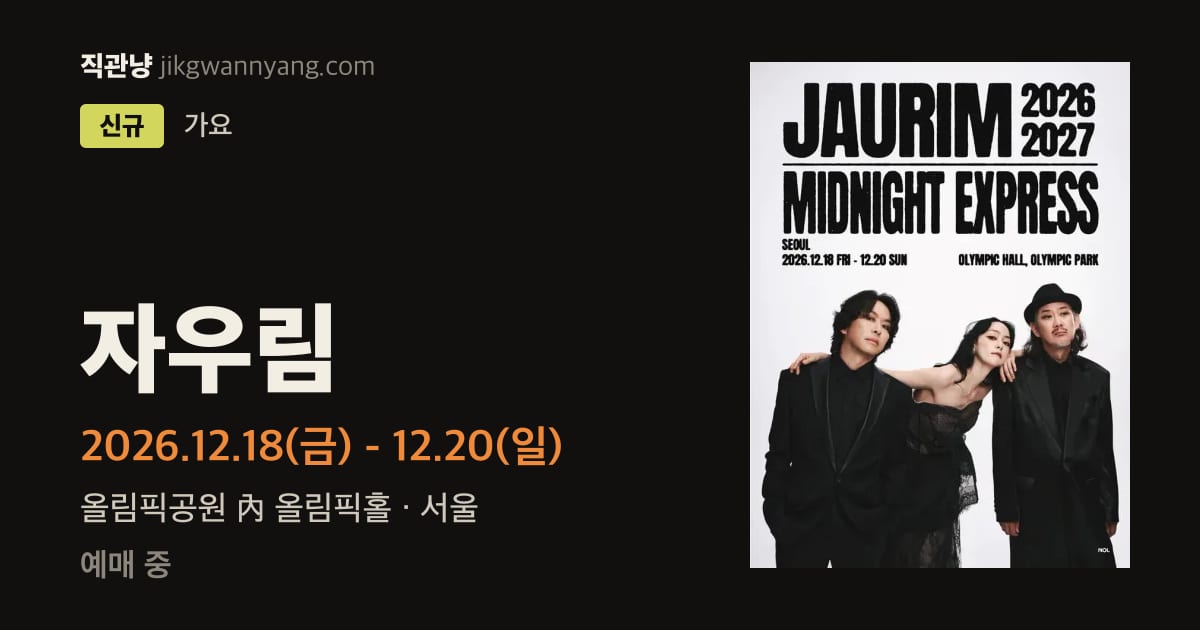 직관냥 jikgwannyang.com
신규 가요
자우림
2026.12.18(금) - 12.20(일)
올림픽공원 內 올림픽홀 · 서울
예매 중
JAURIM 2026 2027
MIDNIGHT EXPRESS
SEOUL
2026.12.18 FRI - 12.20 SUN OLYMPIC HALL, OLYMPIC PARK
NOL